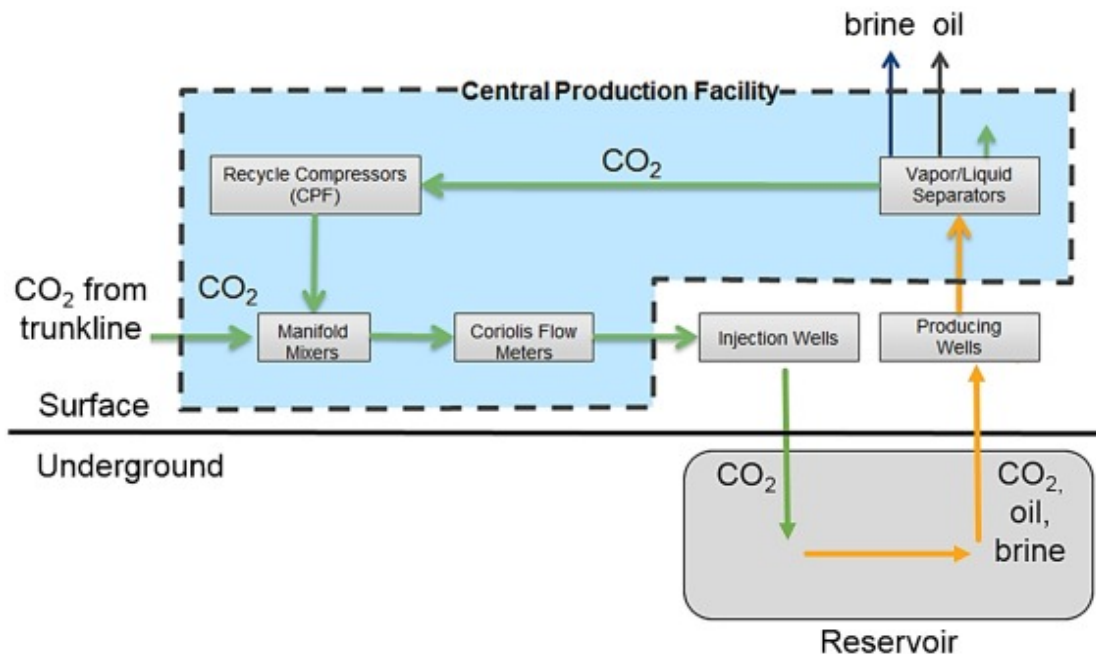 brine oil
Central Production Facility
CO₂
Recycle Compressors
(CPF)
Vapor/Liquid
Separators
CO₂ from
trunkline
CO₂
Manifold
Mixers
Coriolis Flow
Meters
Injection Wells
Producing
Wells
Surface
Underground
CO₂
CO₂,
oil,
brine
Reservoir